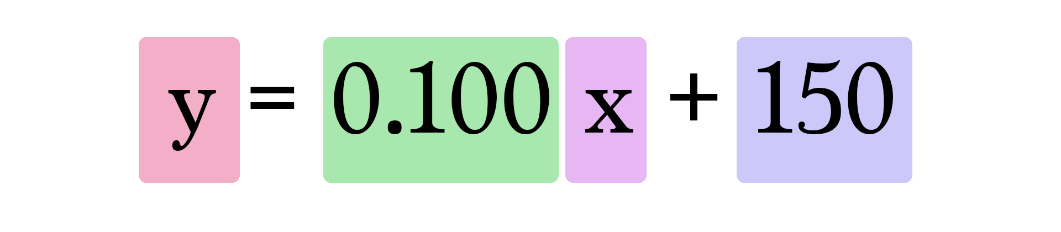 y = 0.100 x + 150